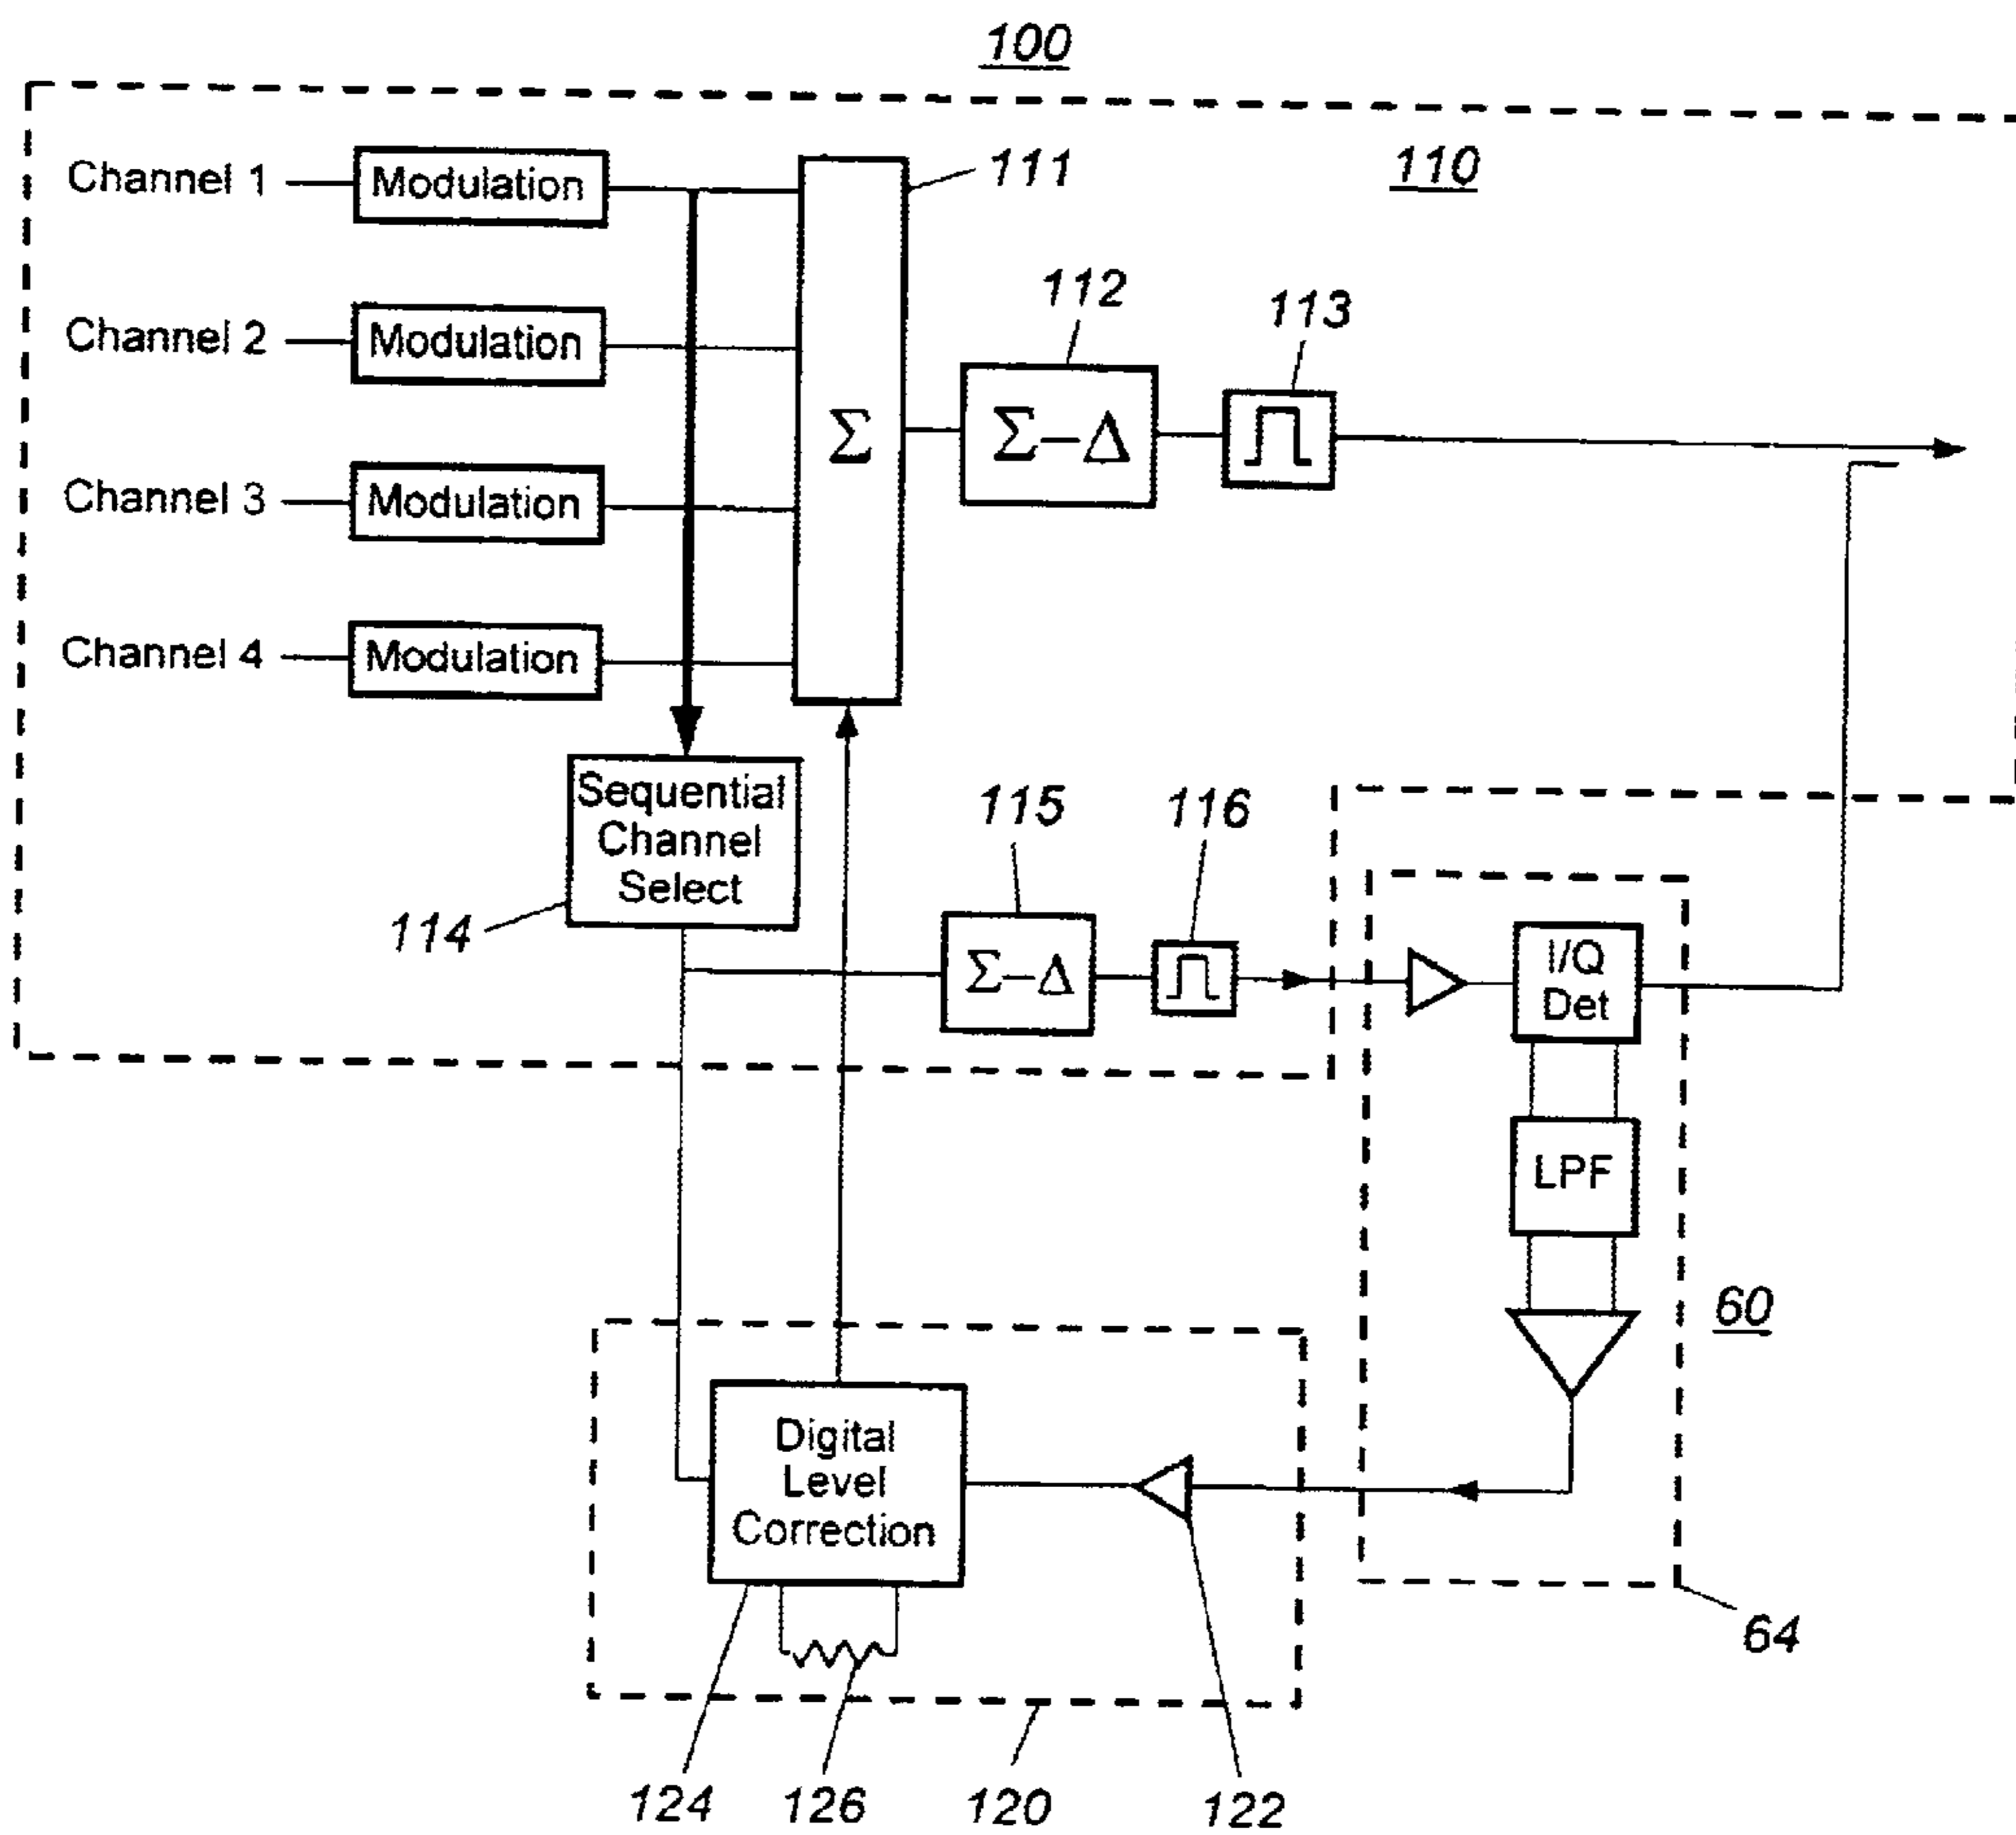 100
110
Channel 1
Modulation
111
Channel 2
Modulation
112
113
Channel 3
Modulation
Σ
Σ–Δ
Channel 4
Modulation
Sequential
Channel
Select
114
115
116
Σ–Δ
I/Q
Det
LPF
60
Digital
Level
Correction
64
124
126
120
122